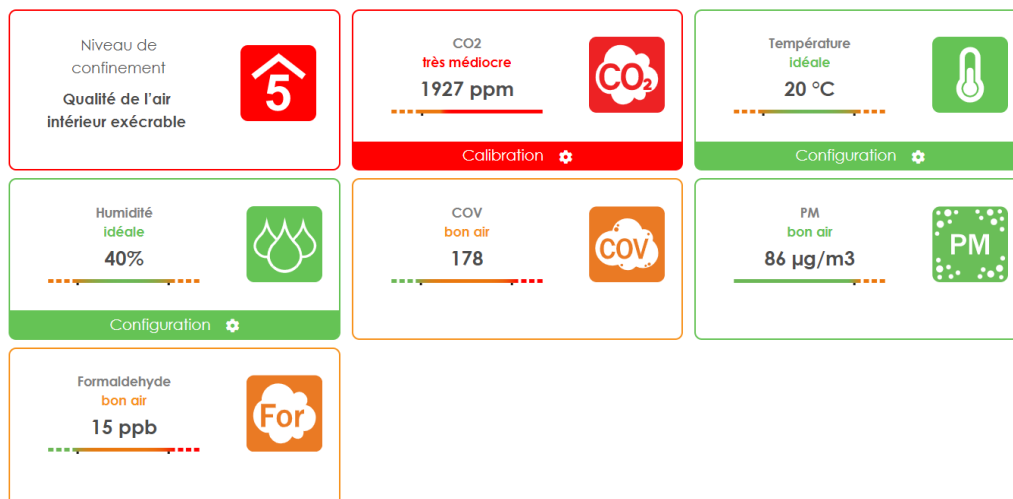 Niveau de
confinement
Qualité de l'air
intérieur exécrable
5
CO2
très médiocre
1927 ppm
CO2
Calibration
Température
idéale
20 °C
Configuration
Humidité
idéale
40%
Configuration
COV
bon air
178
COV
PM
bon air
86 µg/m3
PM
Formaldehyde
bon air
15 ppb
For